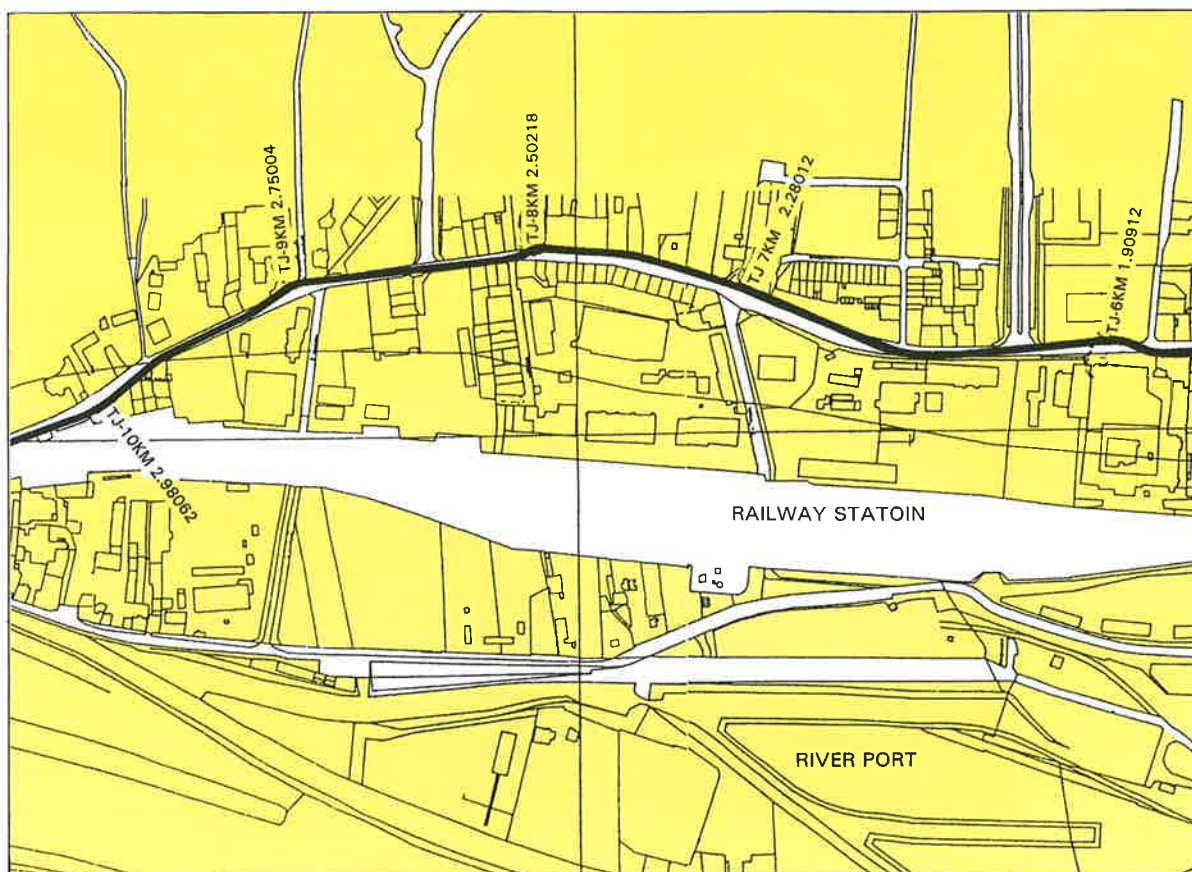 TJ-9KM 2.75004
TJ-8KM 2.50218
TJ 7KM 2.28012
TJ-6KM 1.90912
TJ-10KM 2.98062
RAILWAY STATOIN
RIVER PORT